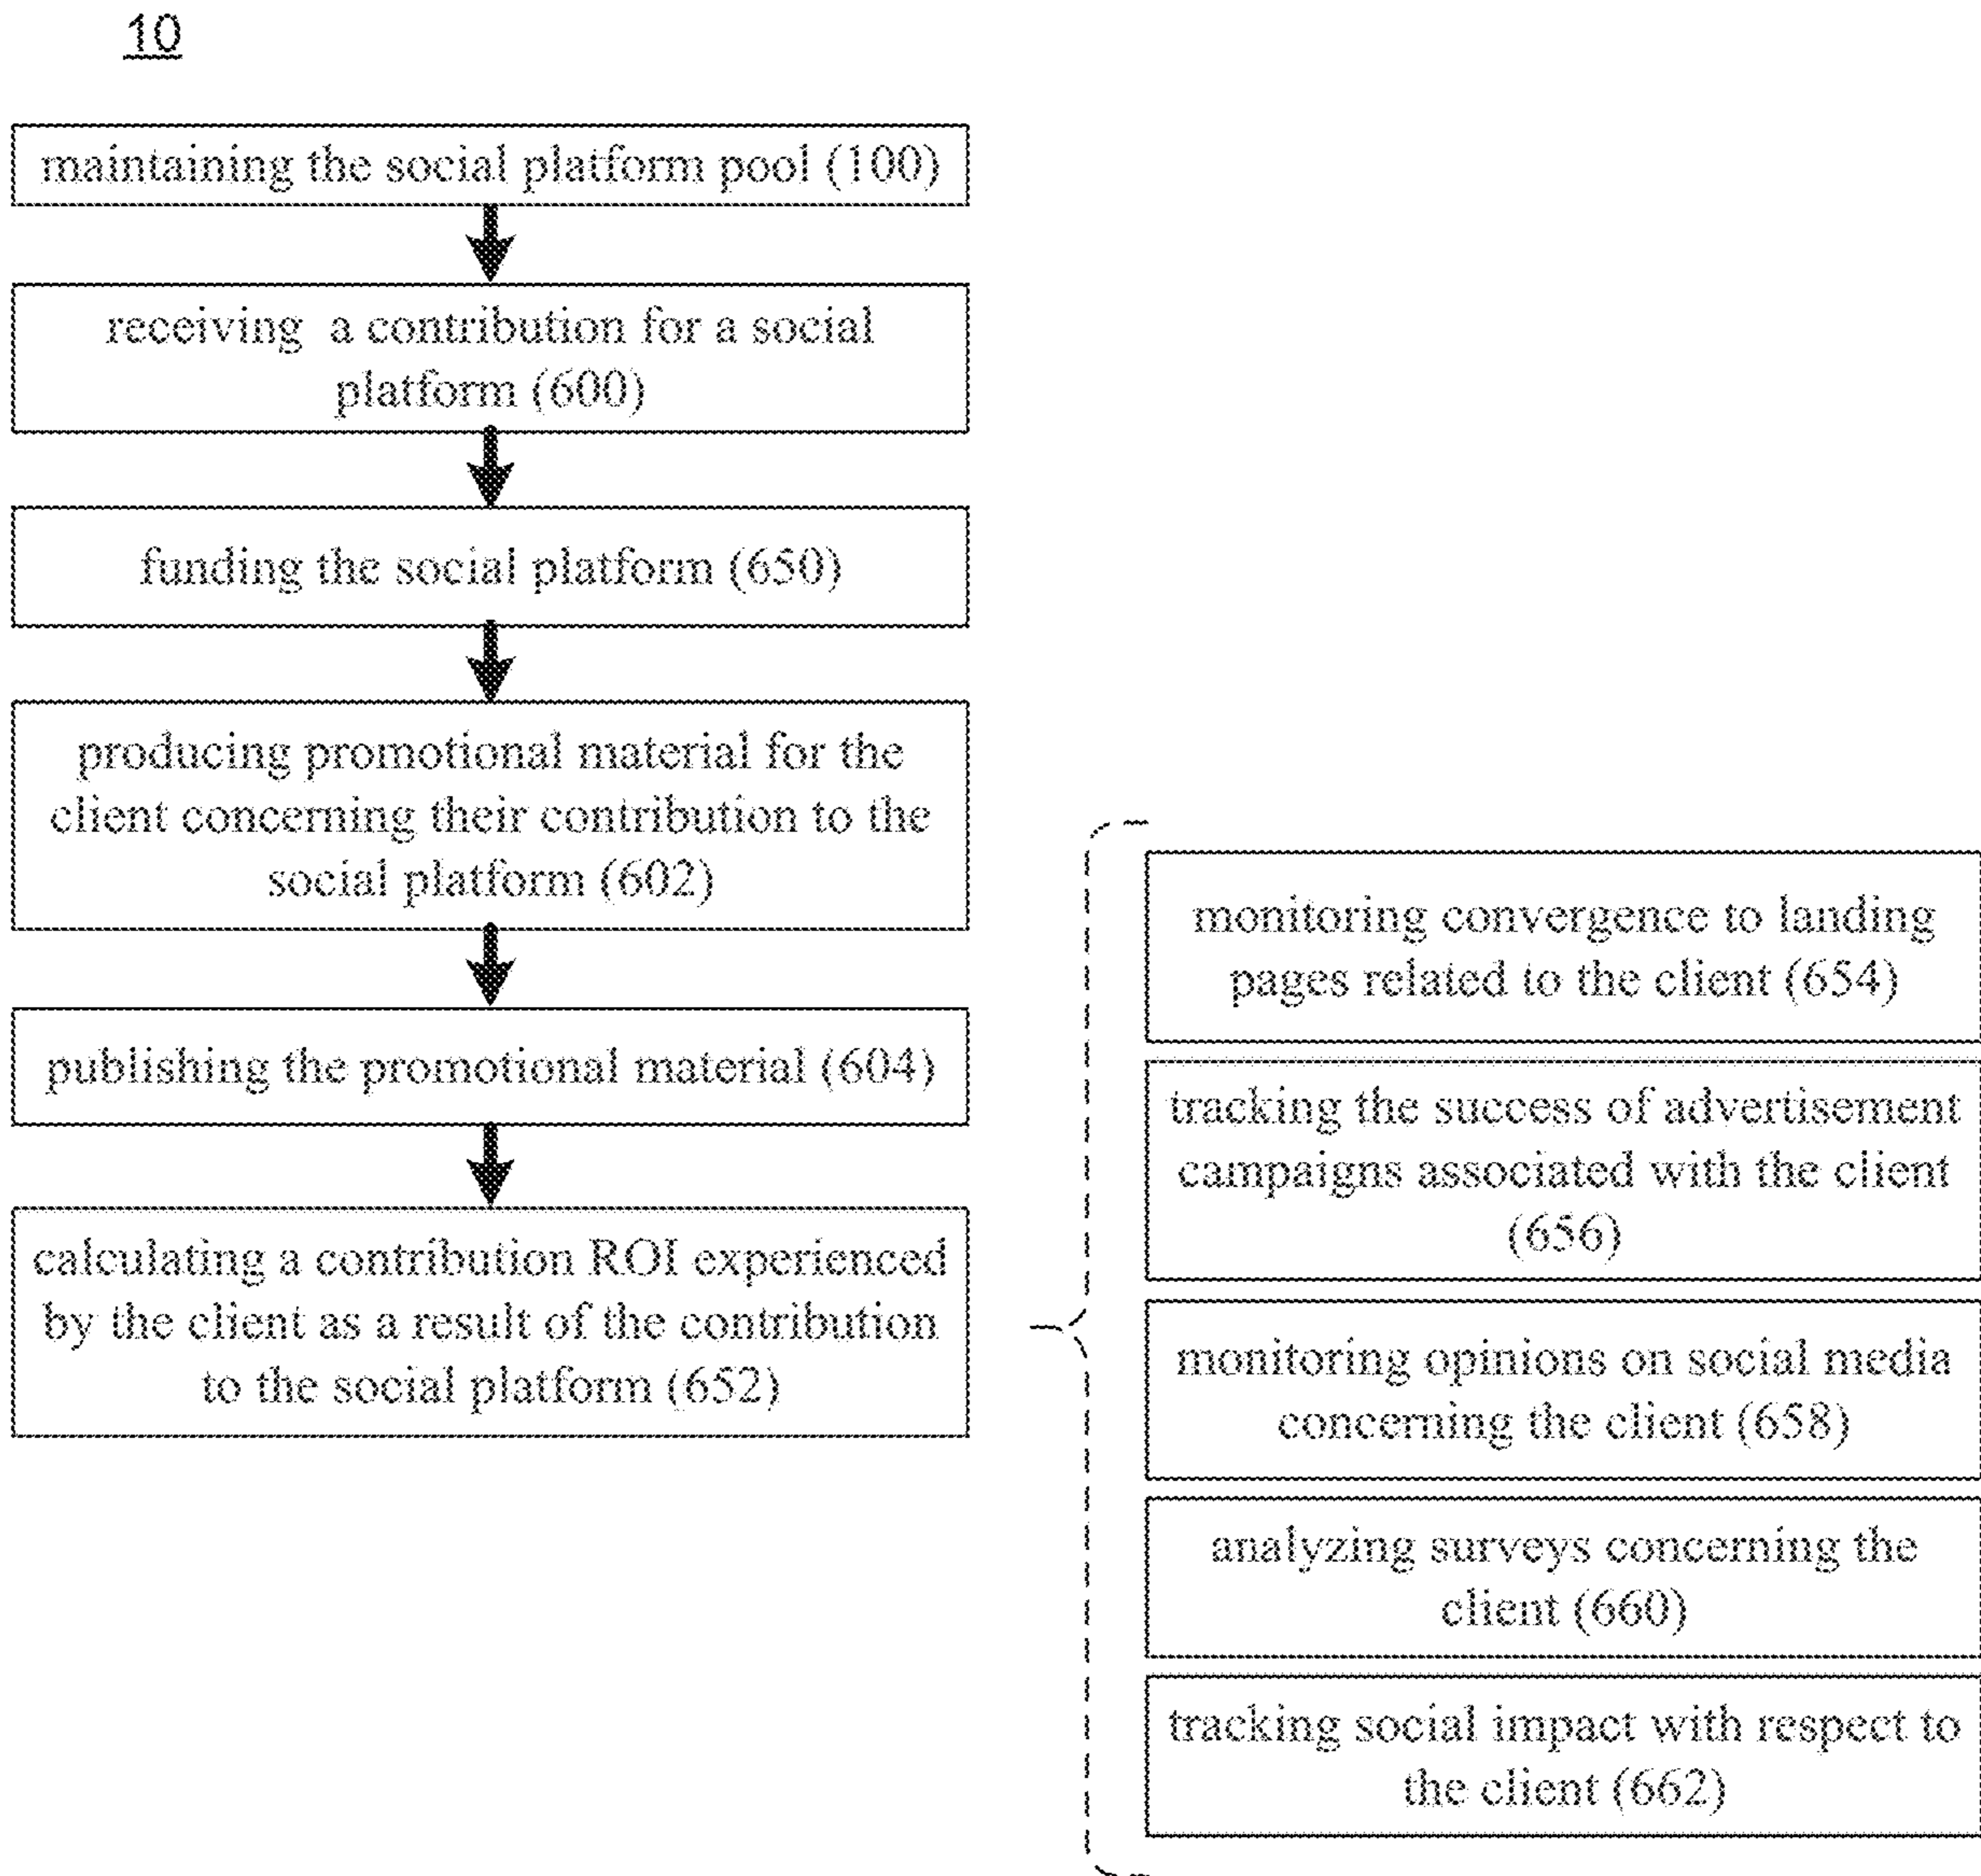 10
maintaining the social platform pool (100)
receiving a contribution for a social
platform (600)
funding the social platform (650)
producing promotional material for the
client concerning their contribution to the
social platform (602)
publishing the promotional material (604)
calculating a contribution ROI experienced
by the client as a result of the contribution
to the social platform (652)
monitoring convergence to landing
pages related to the client (654)
tracking the success of advertisement
campaigns associated with the client
(656)
monitoring opinions on social media
concerning the client (658)
analyzing surveys concerning the
client (660)
tracking social impact with respect to
the client (662)